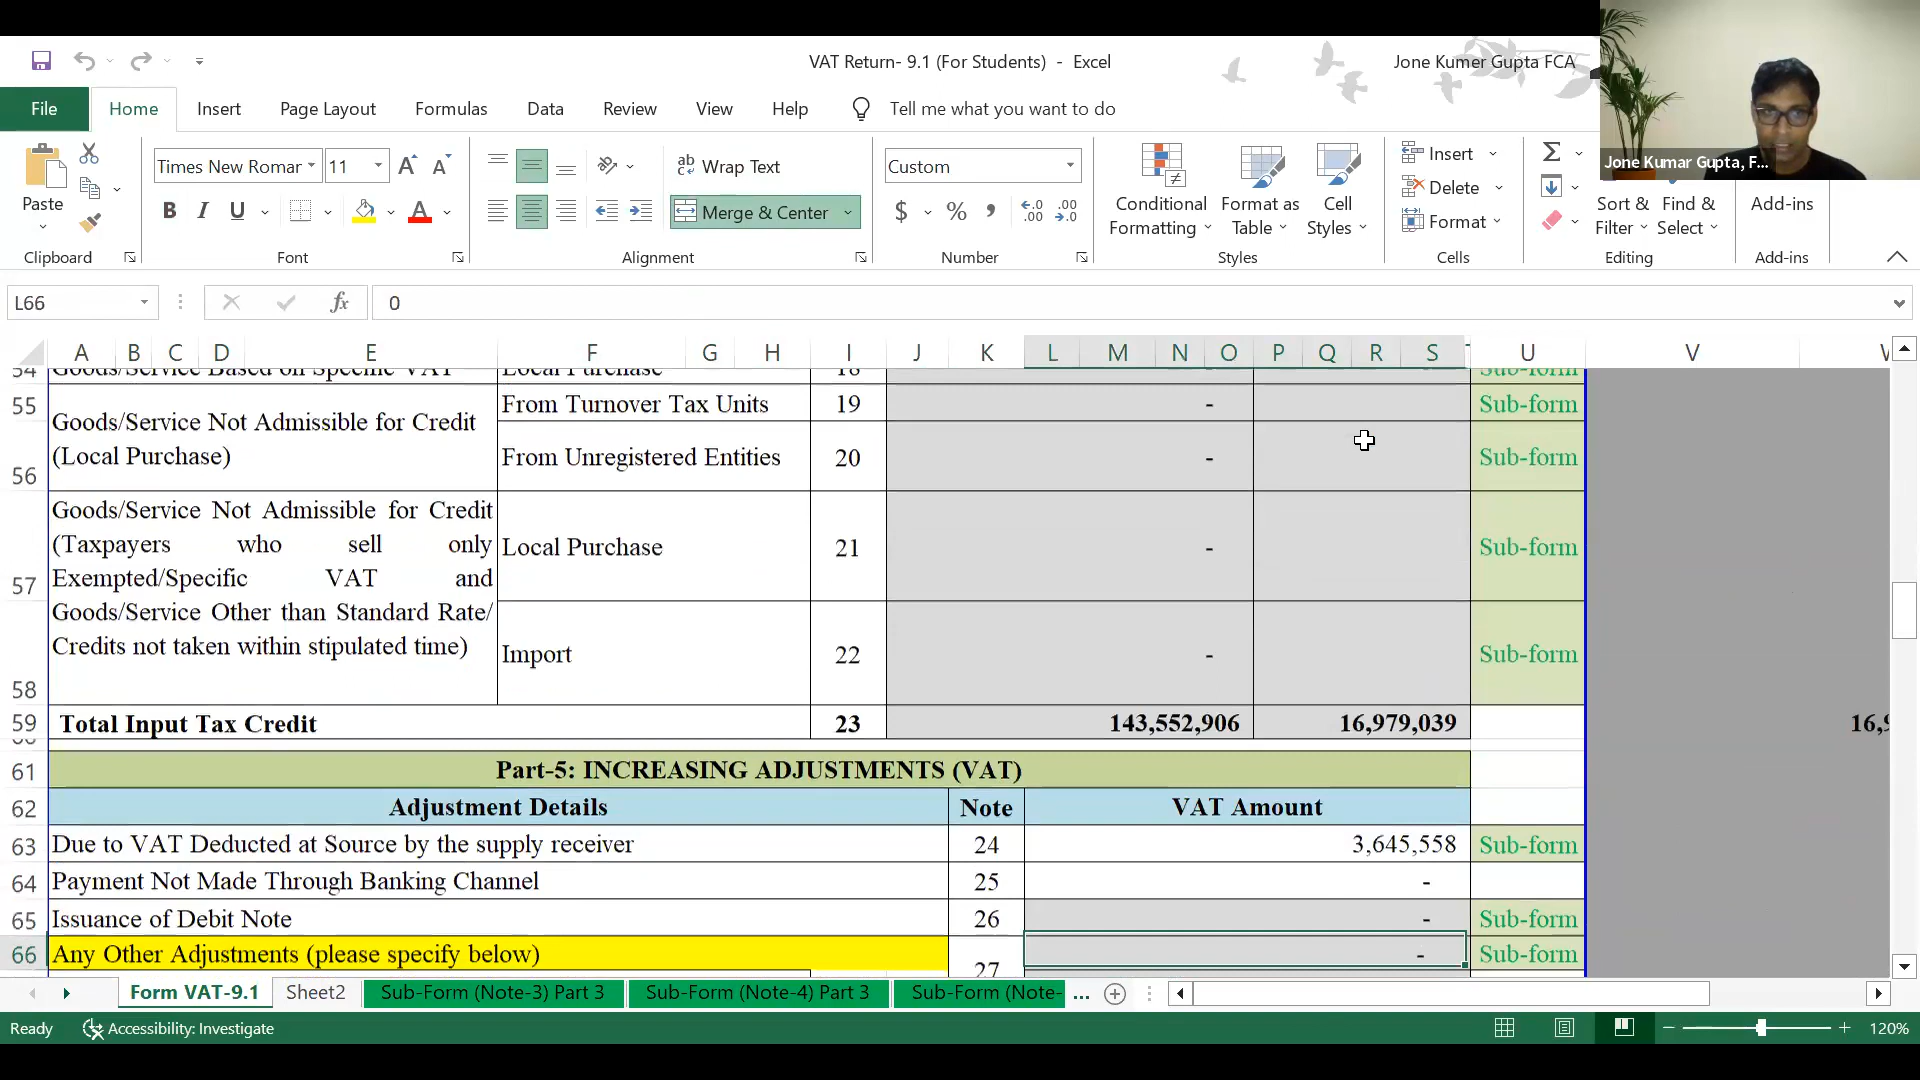 VAT Return- 9.1 (For Students) - Excel
Jone Kumer Gupta FCA
File Home Insert Page Layout Formulas Data Review View Help Tell me what you want to do
Paste
Times New Romar 11
Wrap Text
Merge & Center
Custom
Conditional Formatting
Format as Table
Cell Styles
Insert
Delete
Format
Sort & Filter
Find & Select
Add-ins
Jone Kumar Gupta, F...
Clipboard Font Alignment Number Styles Cells Editing Add-ins
L66 fx 0
A B C D E F G H I J K L M N O P Q R S U V
54 Goods/Service Based on Specific VAT Local Purchase 18 Sub-form
55 From Turnover Tax Units 19 - Sub-form
Goods/Service Not Admissible for Credit
(Local Purchase)
56 From Unregistered Entities 20 - Sub-form
Goods/Service Not Admissible for Credit
(Taxpayers who sell only
Exempted/Specific VAT and
Goods/Service Other than Standard Rate/
Credits not taken within stipulated time)
57 Local Purchase 21 - Sub-form
58 Import 22 - Sub-form
59 Total Input Tax Credit 23 143,552,906 16,979,039
61 Part-5: INCREASING ADJUSTMENTS (VAT)
62 Adjustment Details Note VAT Amount
63 Due to VAT Deducted at Source by the supply receiver 24 3,645,558 Sub-form
64 Payment Not Made Through Banking Channel 25 -
65 Issuance of Debit Note 26 - Sub-form
66 Any Other Adjustments (please specify below) 27 - Sub-form
Form VAT-9.1 Sheet2 Sub-Form (Note-3) Part 3 Sub-Form (Note-4) Part 3 Sub-Form (Note- ...
Ready Accessibility: Investigate 120%